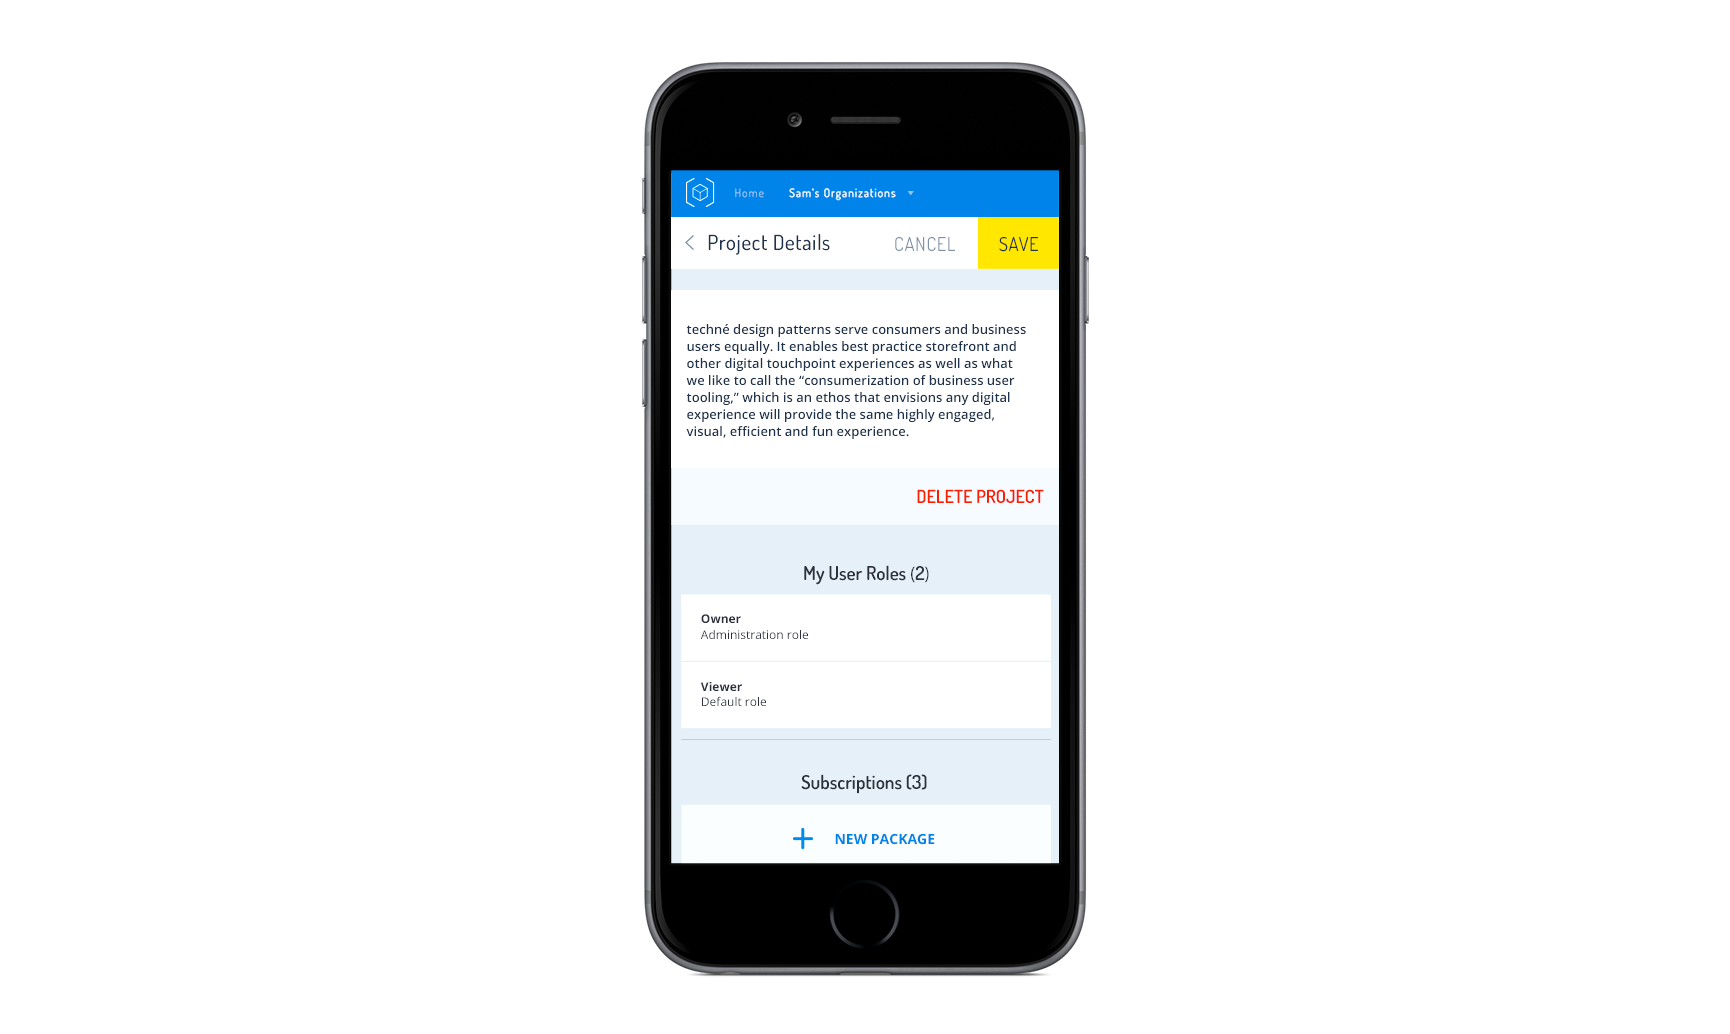 Home Sam's Organizations
Project Details CANCEL SAVE
techné design patterns serve consumers and business
users equally. It enables best practice storefront and
other digital touchpoint experiences as well as what
we like to call the “consumerization of business user
tooling,” which is an ethos that envisions any digital
experience will provide the same highly engaged,
visual, efficient and fun experience.
DELETE PROJECT
My User Roles (2)
Owner
Administration role
Viewer
Default role
Subscriptions (3)
+ NEW PACKAGE